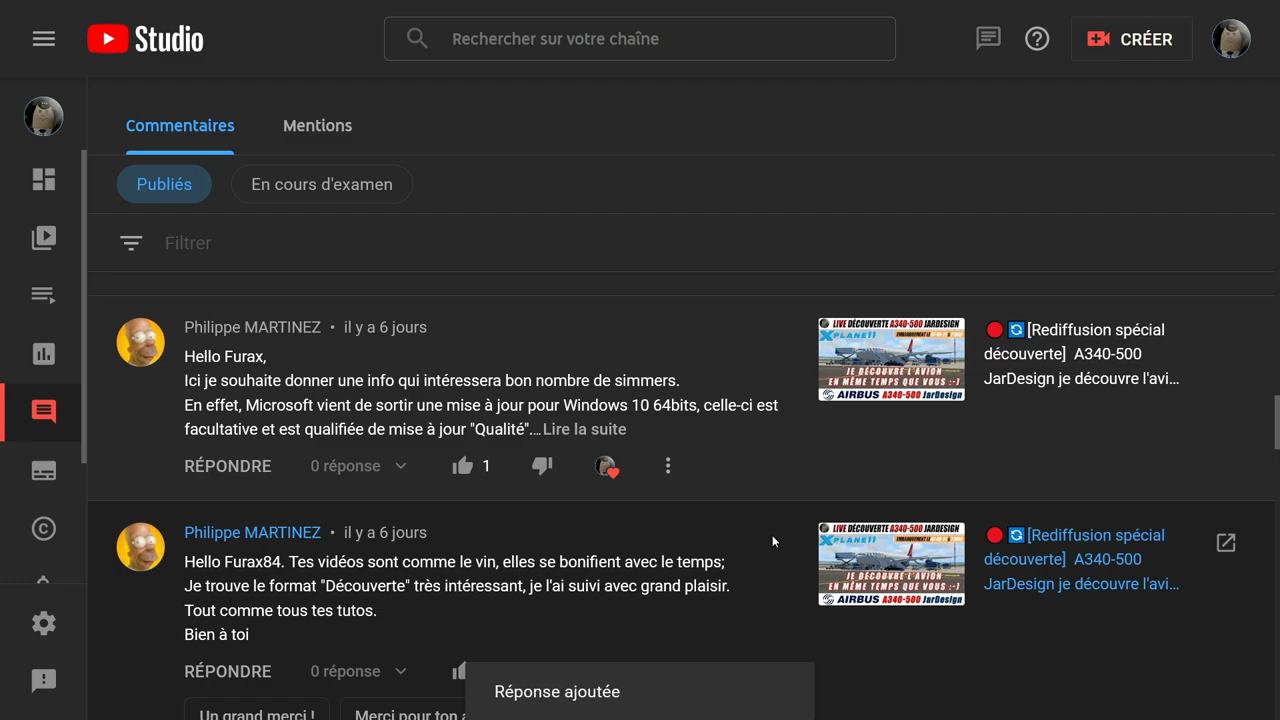 Studio
Rechercher sur votre chaîne
CRÉER
Commentaires
Mentions
Publiés
En cours d'examen
Filtrer
Philippe MARTINEZ • il y a 6 jours
Hello Furax,
Ici je souhaite donner une info qui intéressera bon nombre de simmers.
En effet, Microsoft vient de sortir une mise à jour pour Windows 10 64bits, celle-ci est
facultative et est qualifiée de mise à jour "Qualité"... Lire la suite
RÉPONDRE
0 réponse
1
LIVE DÉCOUVERTE A340-500 JARDESIGN
X PLANE 11
JE DÉCOUVRE L'AVION
EN MÊME TEMPS QUE VOUS :-)
AIRBUS A340-500 JarDesign
[Rediffusion spécial
découverte] A340-500
JarDesign je découvre l'avi...
Philippe MARTINEZ • il y a 6 jours
Hello Furax84. Tes vidéos sont comme le vin, elles se bonifient avec le temps;
Je trouve le format "Découverte" très intéressant, je l'ai suivi avec grand plaisir.
Tout comme tous tes tutos.
Bien à toi
RÉPONDRE
0 réponse
LIVE DÉCOUVERTE A340-500 JARDESIGN
X PLANE 11
JE DÉCOUVRE L'AVION
EN MÊME TEMPS QUE VOUS :-)
AIRBUS A340-500 JarDesign
[Rediffusion spécial
découverte] A340-500
JarDesign je découvre l'avi...
Un grand merci !
Merci pour ton
Réponse ajoutée